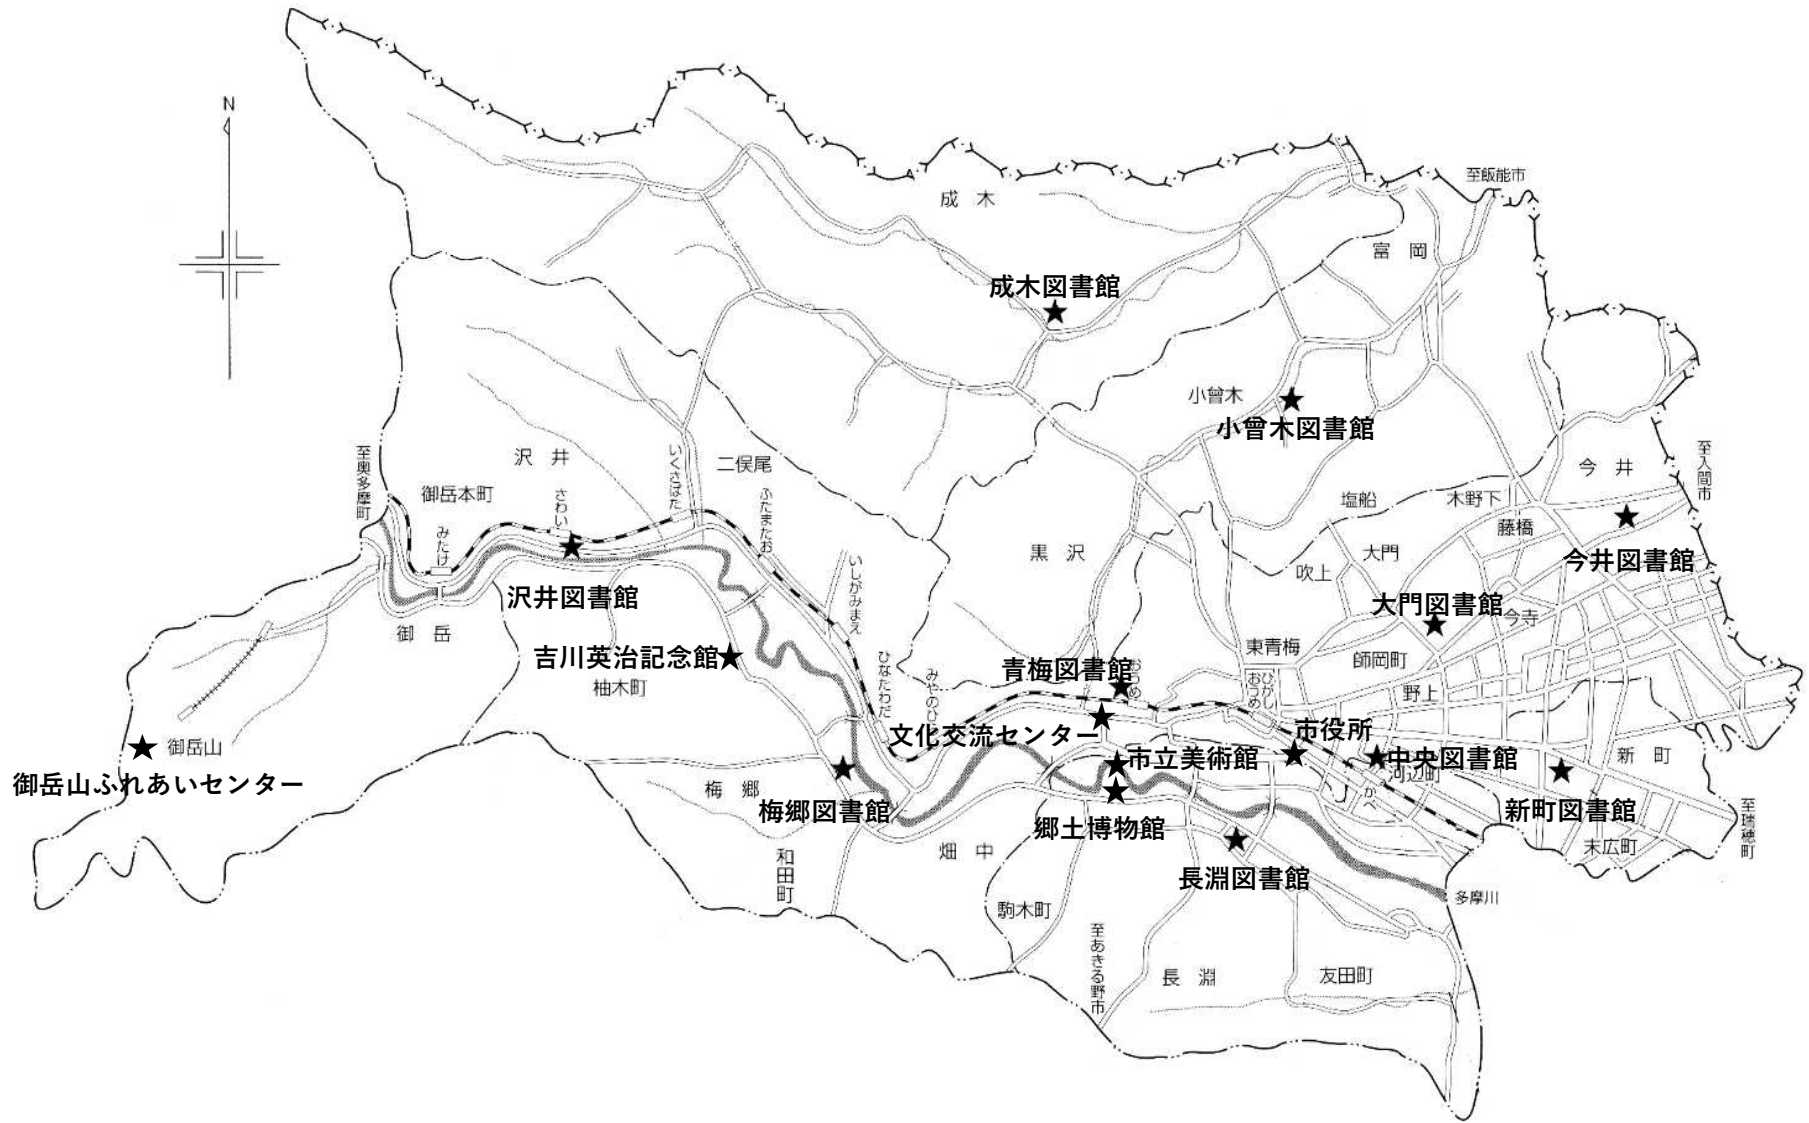 N
至飯能市
成木
富岡
成木図書館
小曾木
小曾木図書館
至奥多摩町
沢井
いくさばた
二俣尾
今井
至入間市
御岳本町
さわい
ふたまたお
塩船
木野下
みたけ
藤橋
黒沢
大門
今井図書館
吹上
いしがみまえ
沢井図書館
大門図書館
今寺
御岳
東青梅
師岡町
吉川英治記念館
ひなたわだ
みやのひ
青梅図書館
おうめ
ひがし
おうめ
柚木町
野上
文化交流センター
市役所
御岳山
市立美術館
中央図書館
新町
河辺町
御岳山ふれあいセンター
梅郷
かべ
梅郷図書館
新町図書館
至瑞穂町
郷土博物館
末広町
畑中
和田町
長淵図書館
多摩川
駒木町
至あきる野市
長淵
友田町